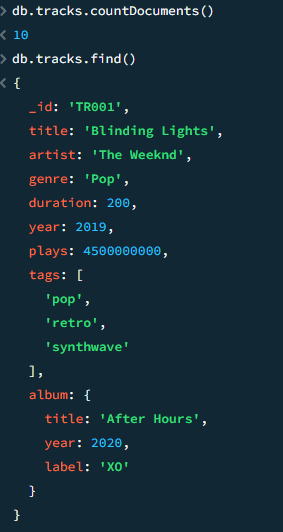 > db.tracks.countDocuments()
< 10
> db.tracks.find()
< {
_id: 'TR001',
title: 'Blinding Lights',
artist: 'The Weeknd',
genre: 'Pop',
duration: 200,
year: 2019,
plays: 4500000000,
tags: [
'pop',
'retro',
'synthwave'
],
album: {
title: 'After Hours',
year: 2020,
label: 'XO'
}
}